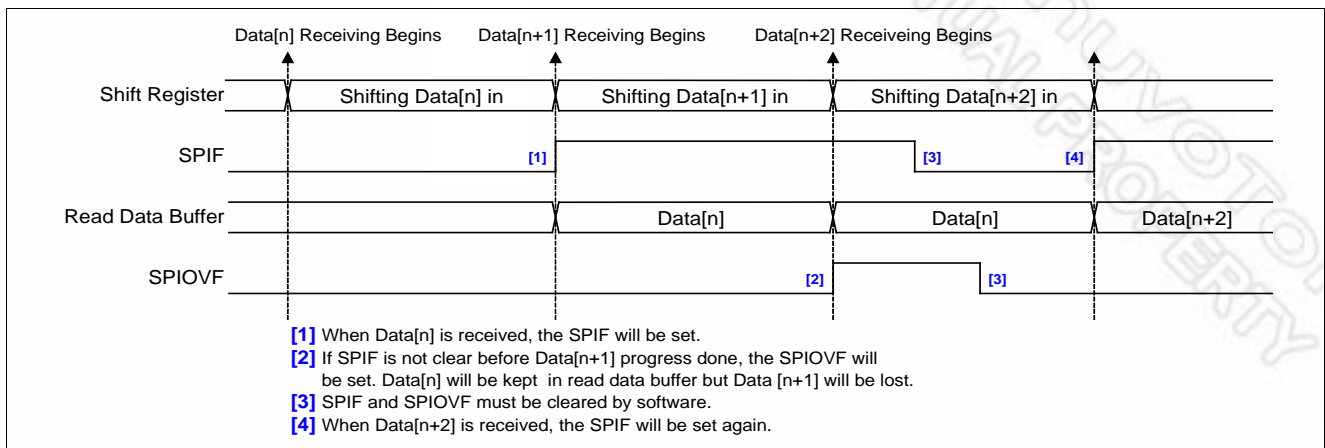 Data[n] Receiving Begins Data[n+1] Receiving Begins Data[n+2] Receiveing Begins
Shift Register Shifting Data[n] in Shifting Data[n+1] in Shifting Data[n+2] in
SPIF [1] [3] [4]
Read Data Buffer Data[n] Data[n] Data[n+2]
SPIOVF [2] [3]
[1] When Data[n] is received, the SPIF will be set.
[2] If SPIF is not clear before Data[n+1] progress done, the SPIOVF will
be set. Data[n] will be kept in read data buffer but Data [n+1] will be lost.
[3] SPIF and SPIOVF must be cleared by software.
[4] When Data[n+2] is received, the SPIF will be set again.
NUVOTON
PROPERTY